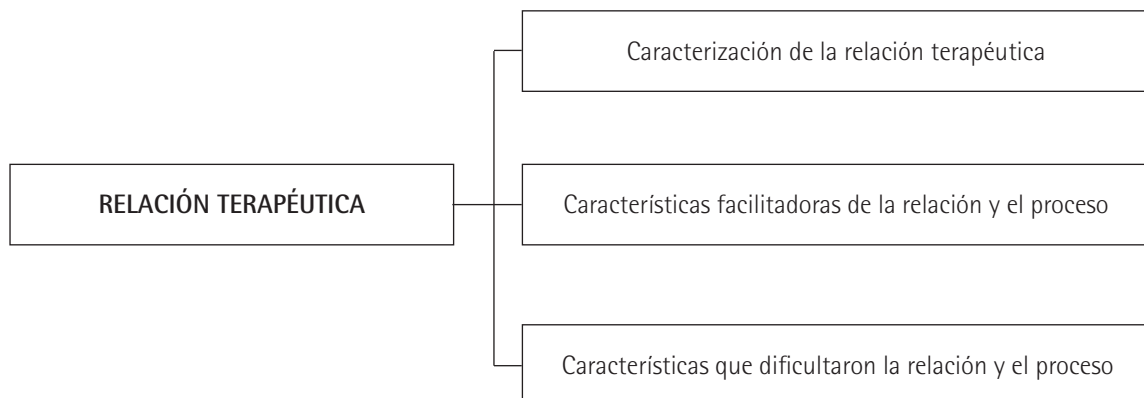 Caracterización de la relación terapéutica
RELACIÓN TERAPÉUTICA
Características facilitadoras de la relación y el proceso
Características que dificultaron la relación y el proceso